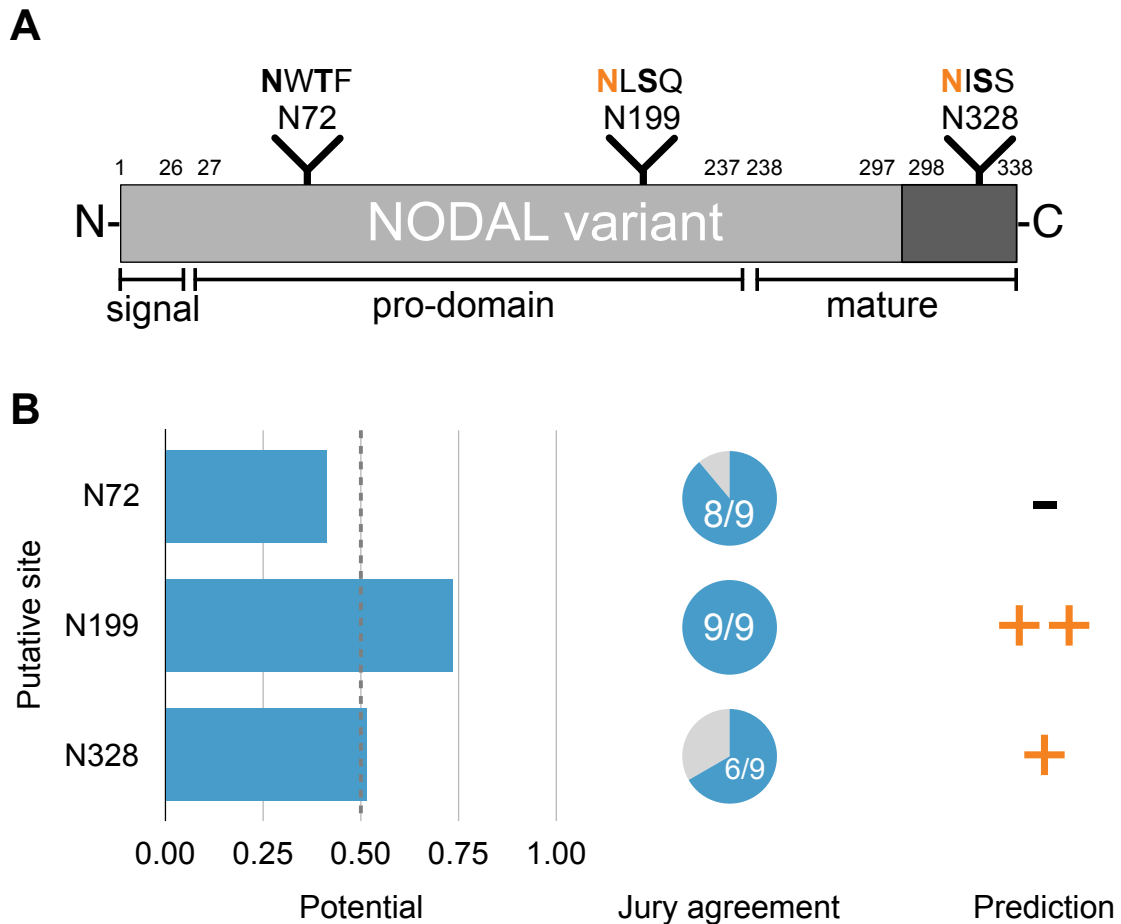 A
NWTF NLSQ NISS
N72 N199 N328
1 26 27 237 238 297 298 338
N- NODAL variant -C
signal pro-domain mature
B
Putative site
N72 8/9 -
N199 9/9 ++
N328 6/9 +
0.00 0.25 0.50 0.75 1.00
Potential Jury agreement Prediction